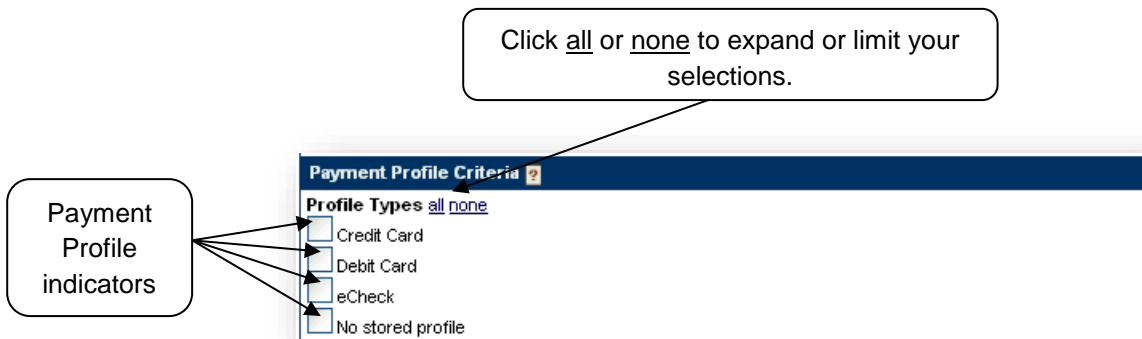 Click all or none to expand or limit your
selections.
Payment Profile Criteria ?
Profile Types all none
Payment
Profile
indicators
Credit Card
Debit Card
eCheck
No stored profile